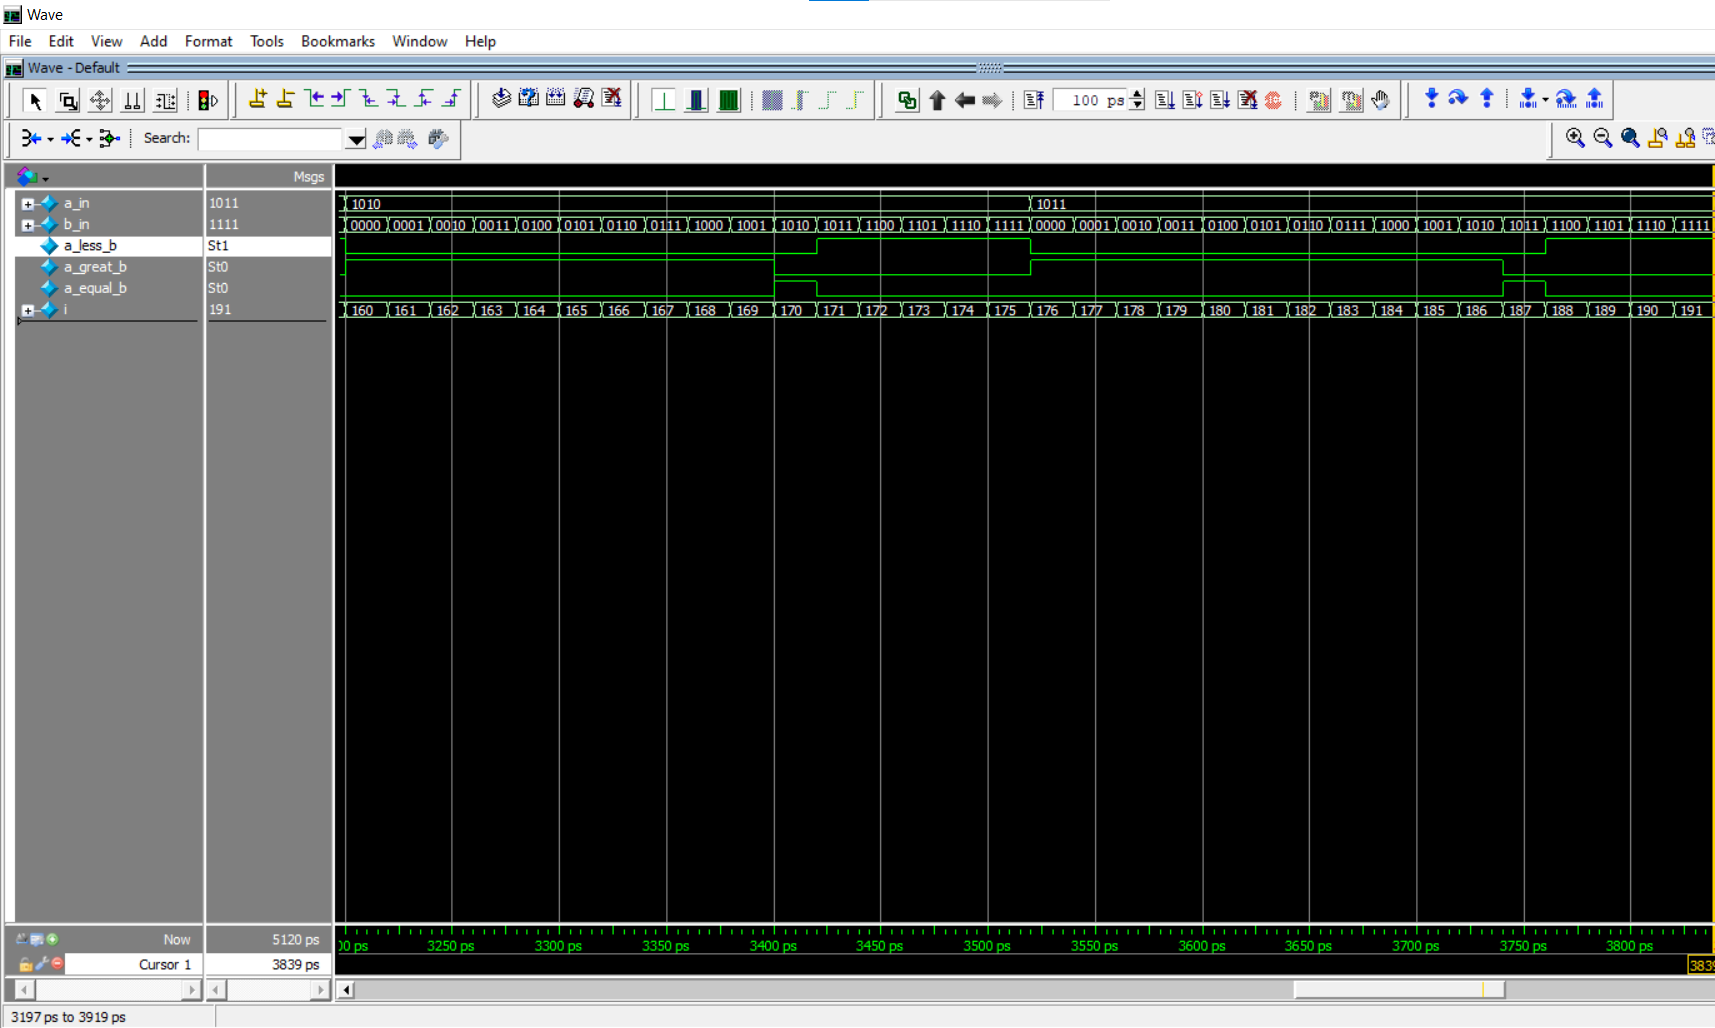 Wave
File Edit View Add Format Tools Bookmarks Window Help
Wave - Default
100 ps
Search:
Msgs
a_in 1011 1010 1011
b_in 1111 0000 0001 0010 0011 0100 0101 0110 0111 1000 1001 1010 1011 1100 1101 1110 1111 0000 0001 0010 0011 0100 0101 0110 0111 1000 1001 1010 1011 1100 1101 1110 1111
a_less_b St1
a_great_b St0
a_equal_b St0
i 191 160 161 162 163 164 165 166 167 168 169 170 171 172 173 174 175 176 177 178 179 180 181 182 183 184 185 186 187 188 189 190 191
Now 5120 ps 00 ps 3250 ps 3300 ps 3350 ps 3400 ps 3450 ps 3500 ps 3550 ps 3600 ps 3650 ps 3700 ps 3750 ps 3800 ps
Cursor 1 3839 ps 3839
3197 ps to 3919 ps